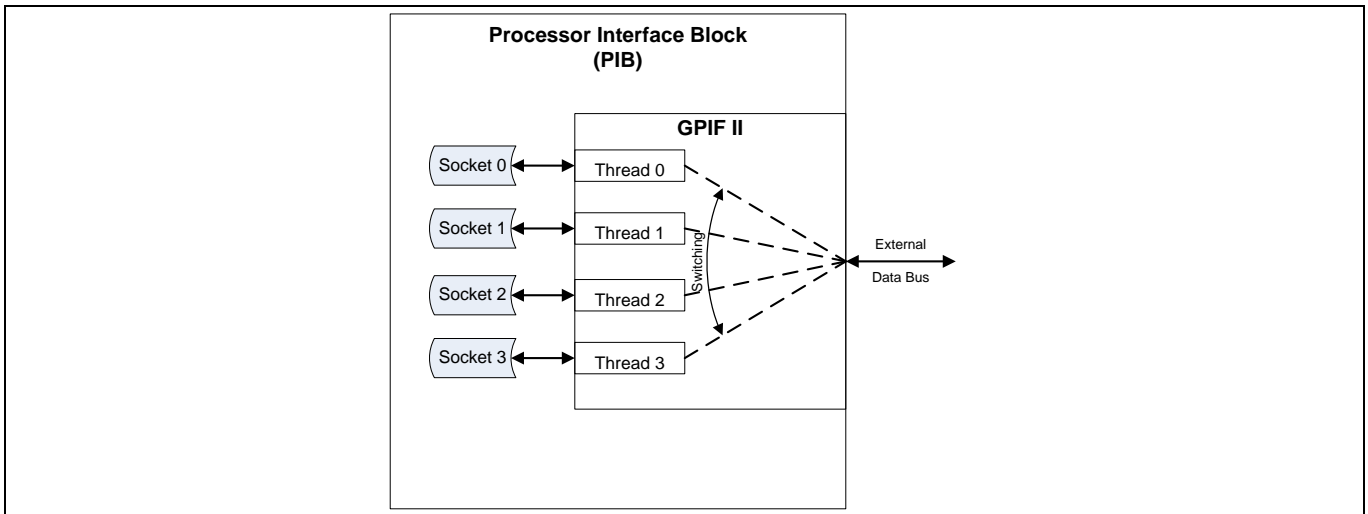 Processor Interface Block
(PIB)
GPIF II
Socket 0
Thread 0
Socket 1
Thread 1
Socket 2
Thread 2
Socket 3
Thread 3
Switching
External
Data Bus